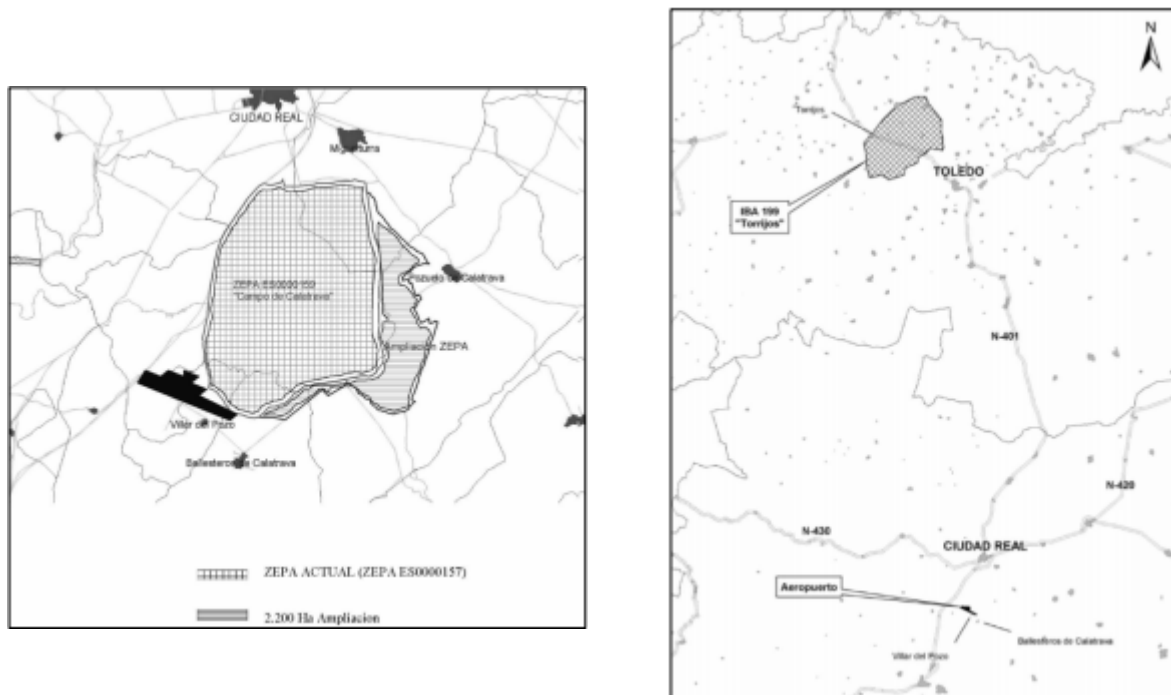 CIUDAD REAL
Miguelturra
ZEPA ES0000159
"Campo de Calatrava"
Pozuelo de Calatrava
Ampliación ZEPA
Villar del Pozo
Ballesteros de Calatrava
ZEPA ACTUAL (ZEPA ES0000157)
2.200 Ha Ampliacion
N
Torrijos
TOLEDO
IBA 199
"Torrijos"
N-401
N-420
N-430
CIUDAD REAL
Aeropuerto
Ballesteros de Calatrava
Villar del Pozo